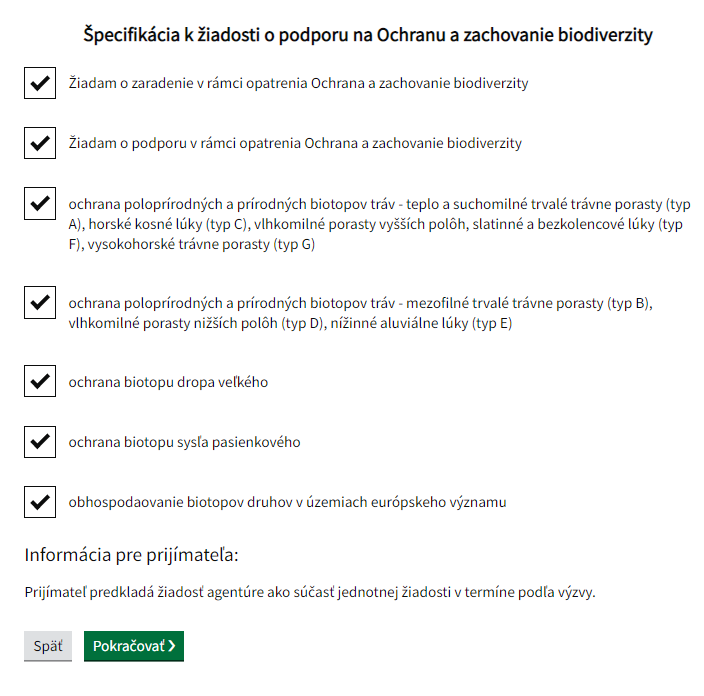 Špecifikácia k žiadosti o podporu na Ochranu a zachovanie biodiverzity
Žiadam o zaradenie v rámci opatrenia Ochrana a zachovanie biodiverzity
Žiadam o podporu v rámci opatrenia Ochrana a zachovanie biodiverzity
ochrana poloprírodných a prírodných biotopov tráv - teplo a suchomilné trvalé trávne porasty (typ
A), horské kosné lúky (typ C), vlhkomilné porasty vyšších polôh, slatinné a bezkolencové lúky (typ
F), vysokohorské trávne porasty (typ G)
ochrana poloprírodných a prírodných biotopov tráv - mezofilné trvalé trávne porasty (typ B),
vlhkomilné porasty nižších polôh (typ D), nížinné aluviálne lúky (typ E)
ochrana biotopu dropa veľkého
ochrana biotopu sysľa pasienkového
obhospodaovanie biotopov druhov v územiach európskeho významu
Informácia pre prijímateľa:
Prijímateľ predkladá žiadosť agentúre ako súčasť jednotnej žiadosti v termíne podľa výzvy.
Späť Pokračovať